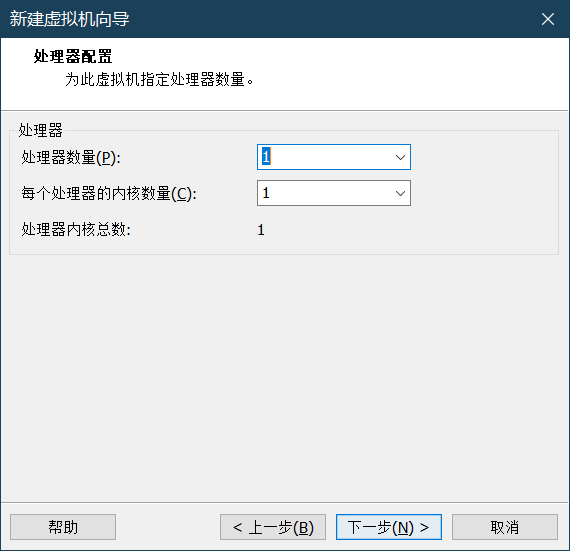 新建虚拟机向导
处理器配置
为此虚拟机指定处理器数量。
处理器
处理器数量(P): 1
每个处理器的内核数量(C): 1
处理器内核总数: 1
帮助 < 上一步(B) 下一步(N) > 取消